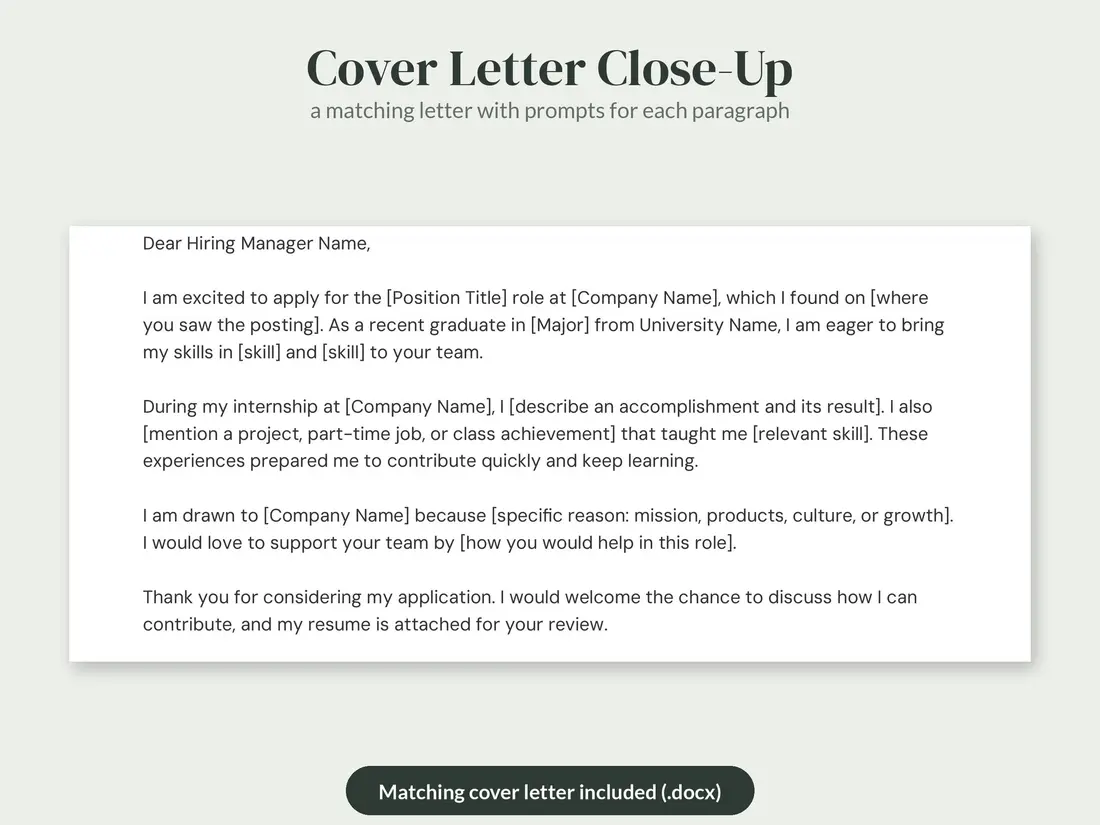 Cover Letter Close-Up
a matching letter with prompts for each paragraph
Dear Hiring Manager Name,
I am excited to apply for the [Position Title] role at [Company Name], which I found on [where
you saw the posting]. As a recent graduate in [Major] from University Name, I am eager to bring
my skills in [skill] and [skill] to your team.
During my internship at [Company Name], I [describe an accomplishment and its result]. I also
[mention a project, part-time job, or class achievement] that taught me [relevant skill]. These
experiences prepared me to contribute quickly and keep learning.
I am drawn to [Company Name] because [specific reason: mission, products, culture, or growth].
I would love to support your team by [how you would help in this role].
Thank you for considering my application. I would welcome the chance to discuss how I can
contribute, and my resume is attached for your review.
Matching cover letter included (.docx)